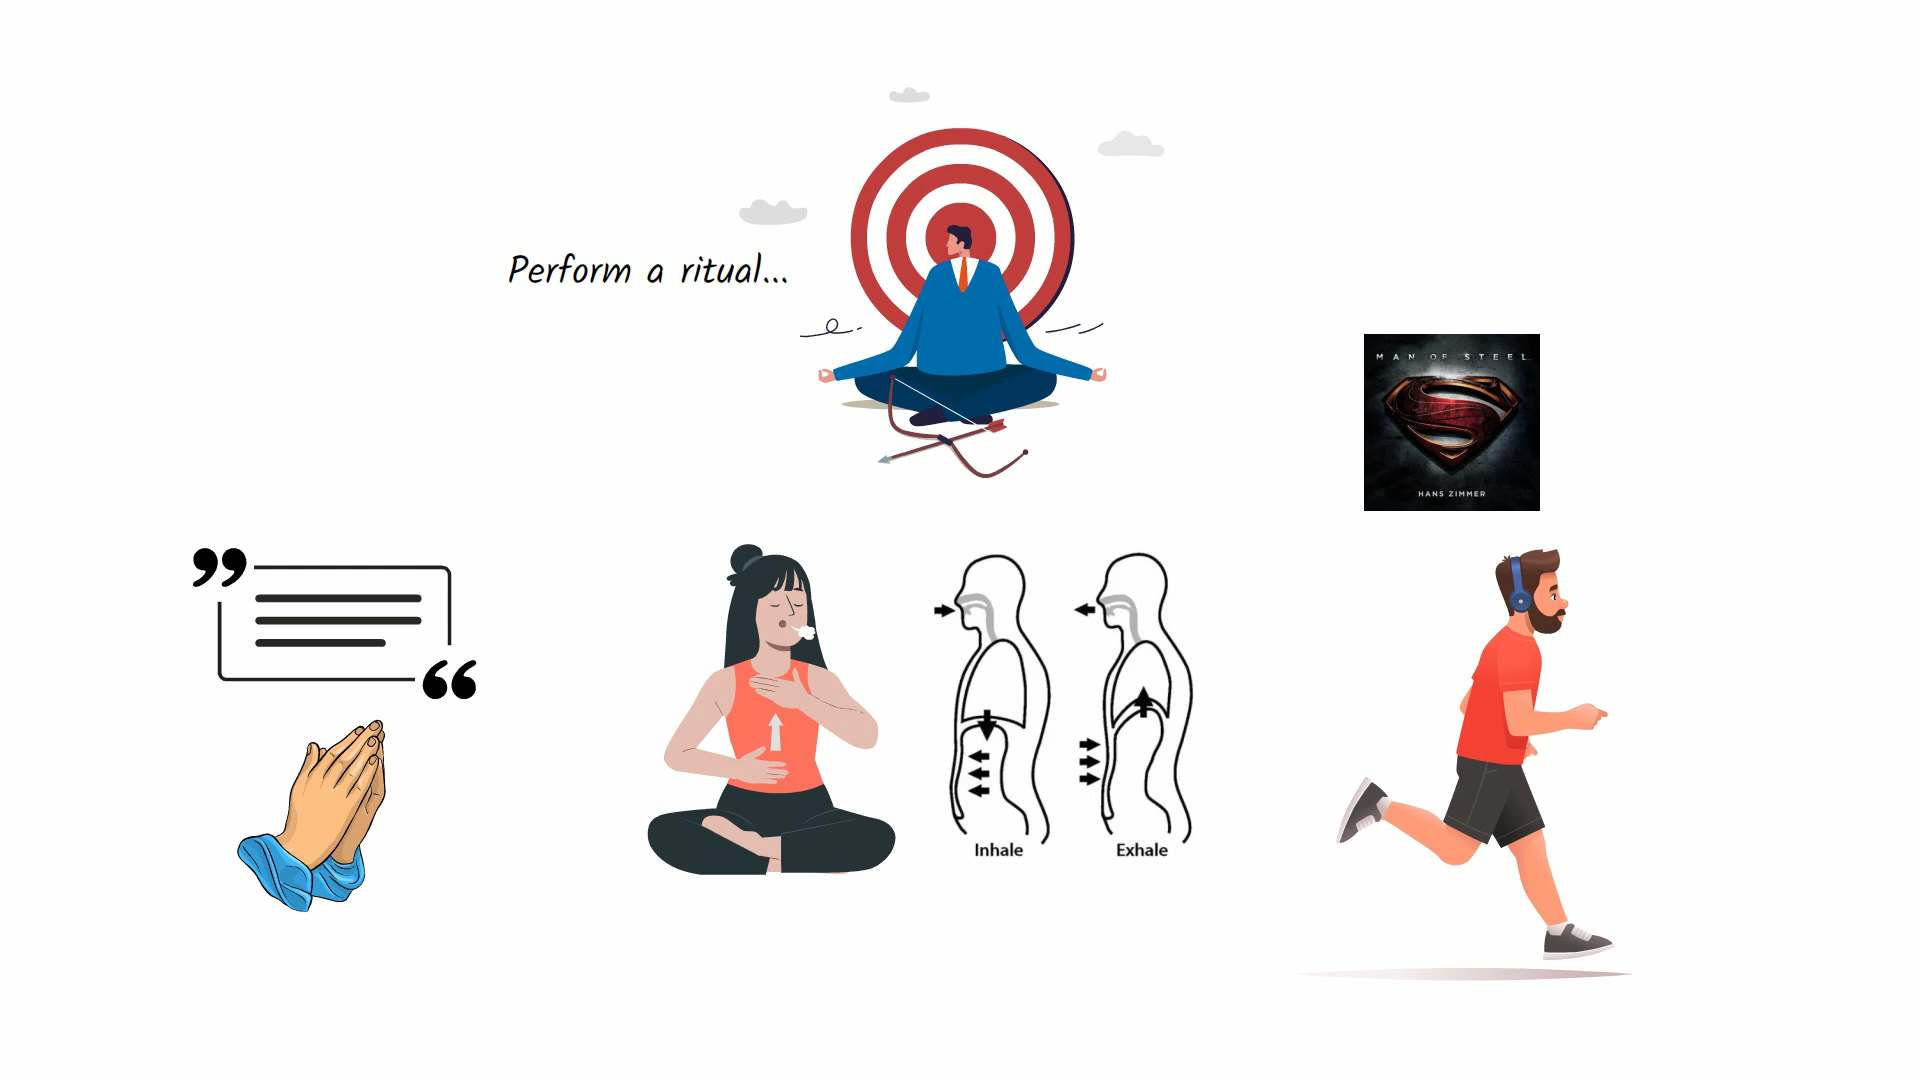 Perform a ritual...
MAN OF STEEL
HANS ZIMMER
Inhale
Exhale